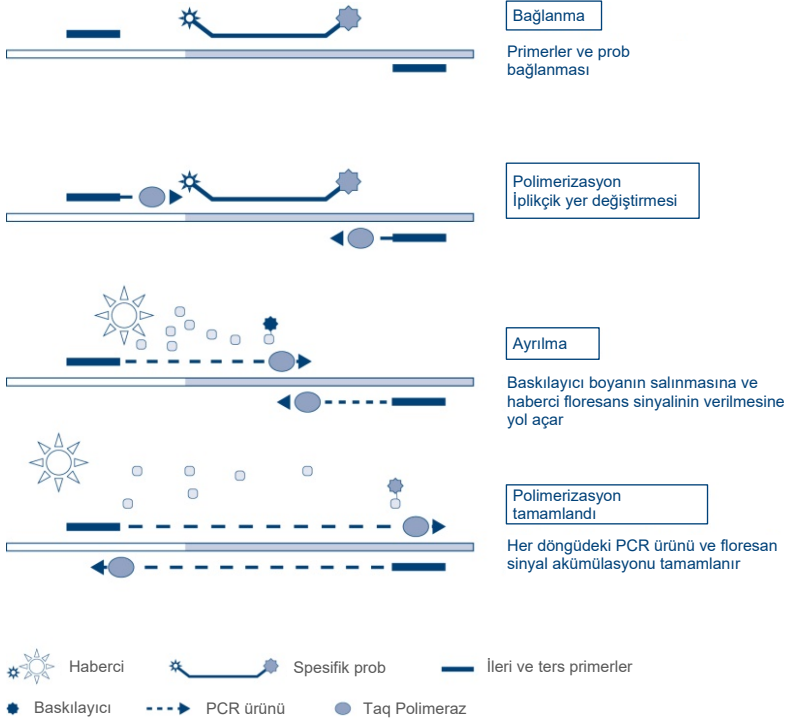 Bağlanma
Primerler ve prob
bağlanması
Polimerizasyon
İplikçik yer değiştirmesi
Ayrılma
Baskılayıcı boyanın salınmasına ve
haberci floresans sinyalinin verilmesine
yol açar
Polimerizasyon
tamamlandı
Her döngüdeki PCR ürünü ve floresan
sinyal akümülasyonu tamamlanır
Haberci
Spesifik prob
İleri ve ters primerler
Baskılayıcı
PCR ürünü
Taq Polimeraz